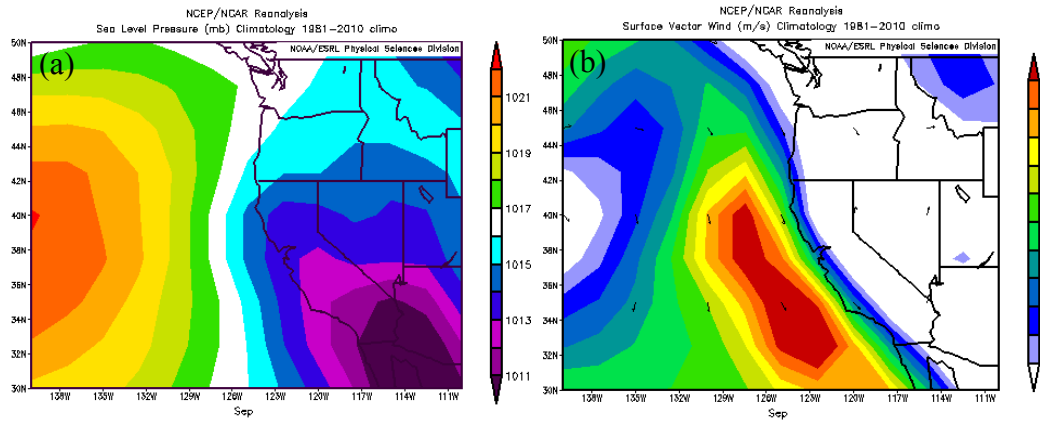 NCEP/NCAR Reanalysis
Sea Level Pressure (mb) Climatology 1981−2010 climo
NOAA/ESRL Physical Sciences Division
(a)
50N
48N
46N
44N
42N
40N
38N
36N
34N
32N
30N
138W 135W 132W 129W 126W 123W 120W 117W 114W 111W
Sep
1021
1019
1017
1015
1013
1011
NCEP/NCAR Reanalysis
Surface Vector Wind (m/s) Climatology 1981−2010 climo
NOAA/ESRL Physical Sciences Division
(b)
50N
48N
46N
44N
42N
40N
38N
36N
34N
32N
30N
138W 135W 132W 129W 126W 123W 120W 117W 114W 111W
Sep